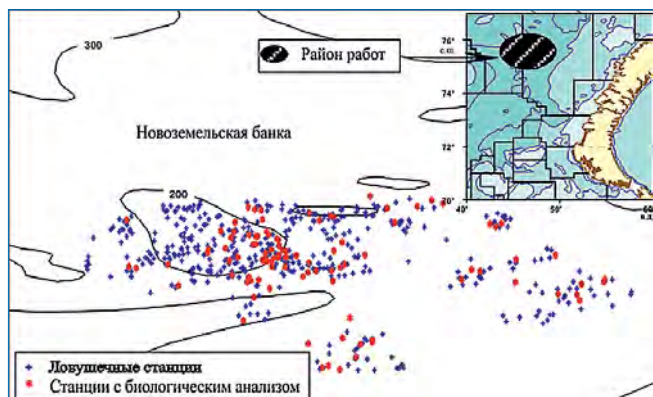 300
Район работ
Новоземельская банка
200
76°
с.ш.
74°
72°
70°
40°
50°
60°
в.д.
Ловушечные станции
Станции с биологическим анализом